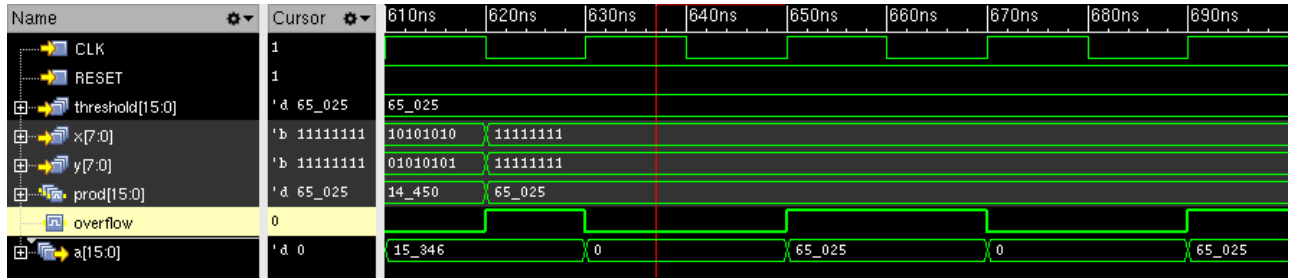 Name Cursor 610ns 620ns 630ns 640ns 650ns 660ns 670ns 680ns 690ns
CLK 1
RESET 1
threshold[15:0] 'd 65_025 65_025
x[7:0] 'b 11111111 10101010 11111111
y[7:0] 'b 11111111 01010101 11111111
prod[15:0] 'd 65_025 14_450 65_025
overflow 0
a[15:0] 'd 0 15_346 0 65_025 0 65_025